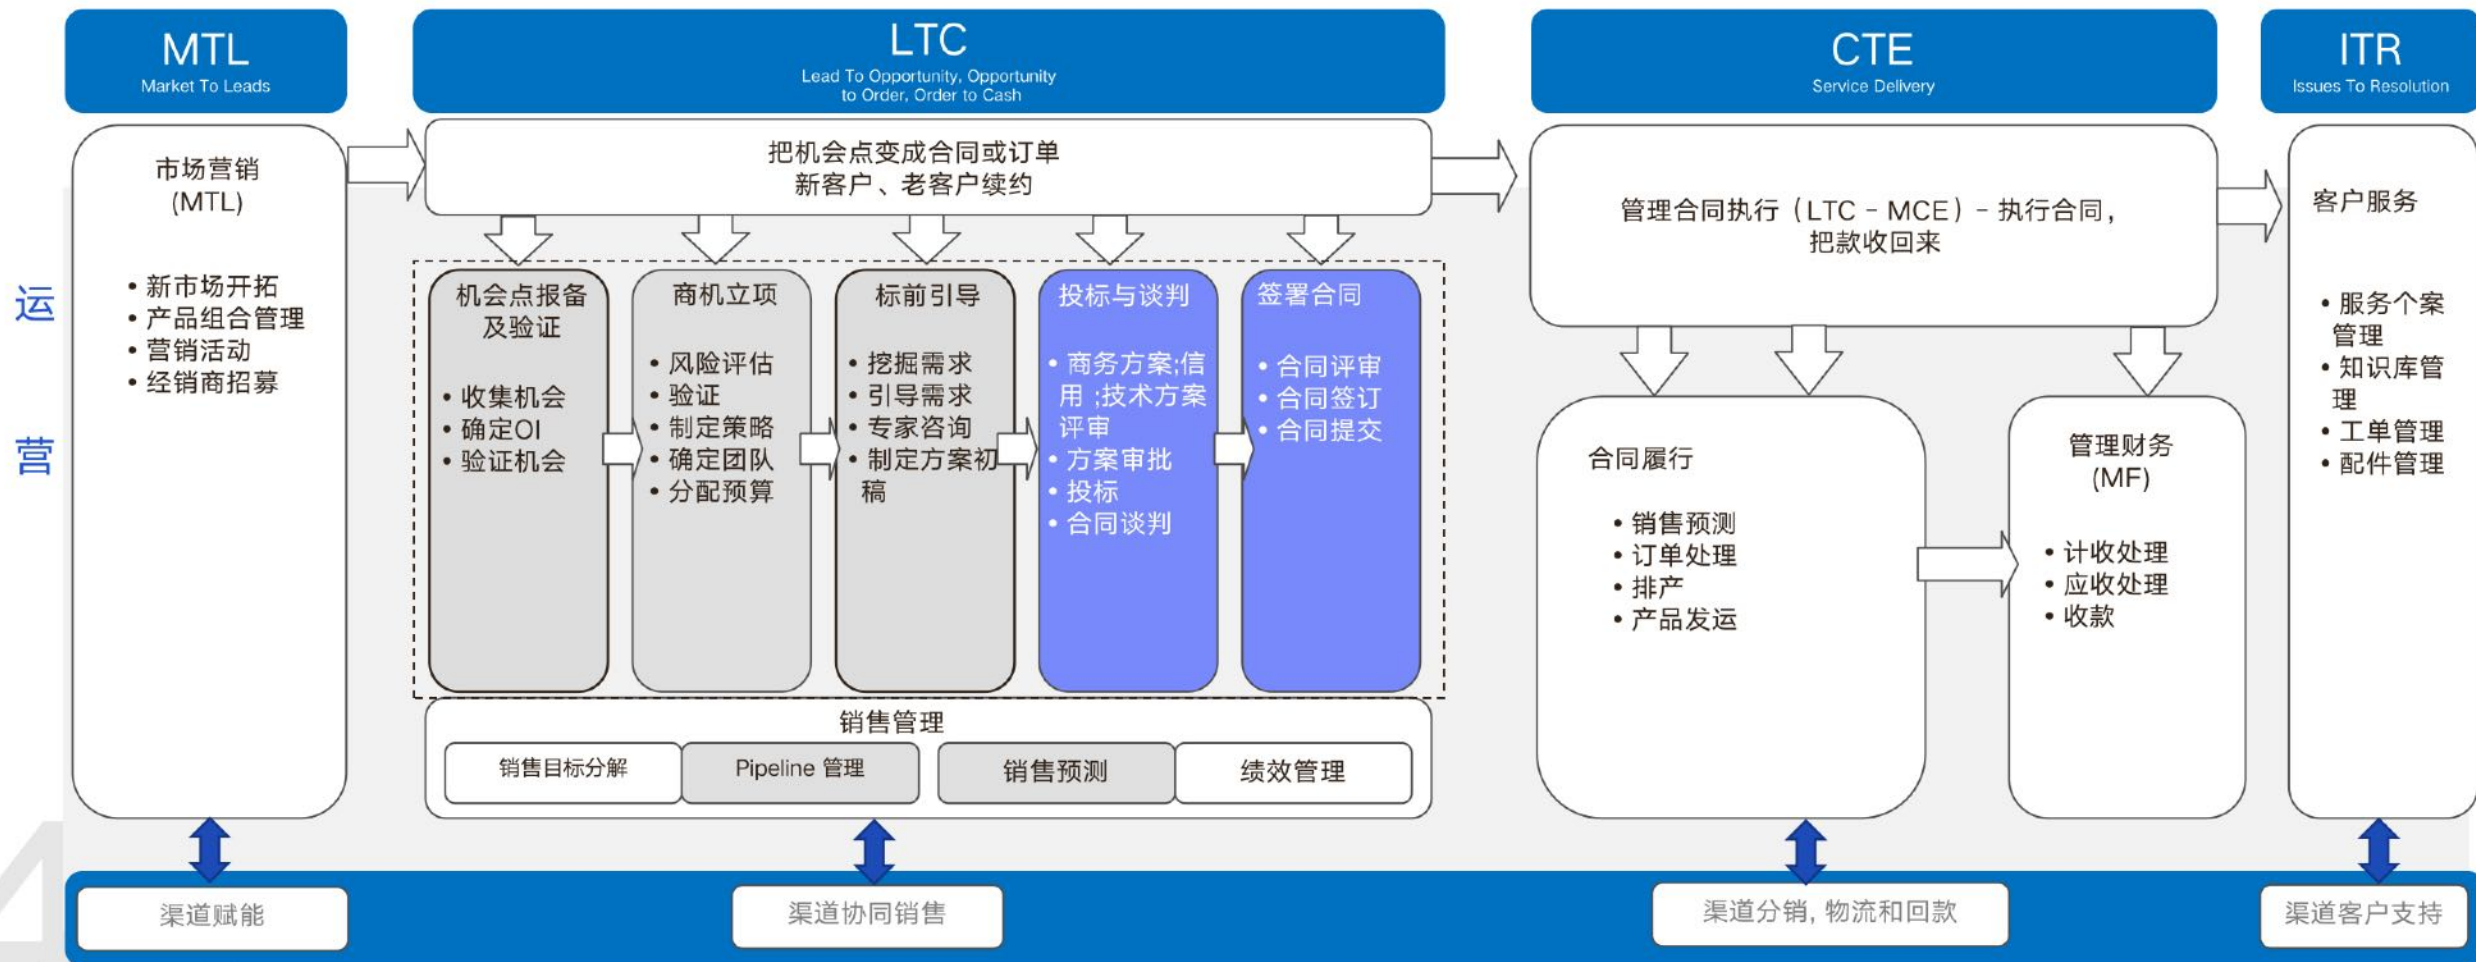 MTL
Market To Leads
LTC
Lead To Opportunity, Opportunity
to Order, Order to Cash
CTE
Service Delivery
ITR
Issues To Resolution
运
营
市场营销
(MTL)
• 新市场开拓
• 产品组合管理
• 营销活动
• 经销商招募
把机会点变成合同或订单
新客户、老客户续约
机会点报备
及验证
• 收集机会
• 确定OI
• 验证机会
商机立项
• 风险评估
• 验证
• 制定策略
• 确定团队
• 分配预算
标前引导
• 挖掘需求
• 引导需求
• 专家咨询
• 制定方案初
稿
投标与谈判
• 商务方案;信
用 ;技术方案
评审
• 方案审批
• 投标
• 合同谈判
签署合同
• 合同评审
• 合同签订
• 合同提交
销售管理
销售目标分解
Pipeline 管理
销售预测
绩效管理
管理合同执行（LTC - MCE）- 执行合同，
把款收回来
合同履行
• 销售预测
• 订单处理
• 排产
• 产品发运
管理财务
(MF)
• 计收处理
• 应收处理
• 收款
客户服务
• 服务个案
管理
• 知识库管
理
• 工单管理
• 配件管理
渠道赋能
渠道协同销售
渠道分销, 物流和回款
渠道客户支持